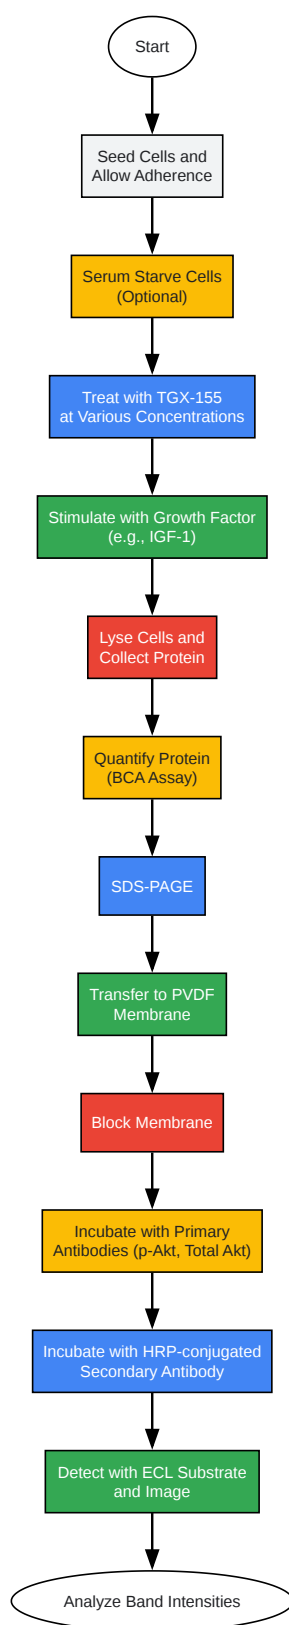 Start
Seed Cells and
Allow Adherence
Serum Starve Cells
(Optional)
Treat with TGX-155
at Various Concentrations
Stimulate with Growth Factor
(e.g., IGF-1)
Lyse Cells and
Collect Protein
Quantify Protein
(BCA Assay)
SDS-PAGE
Transfer to PVDF
Membrane
Block Membrane
Incubate with Primary
Antibodies (p-Akt, Total Akt)
Incubate with HRP-conjugated
Secondary Antibody
Detect with ECL Substrate
and Image
Analyze Band Intensities